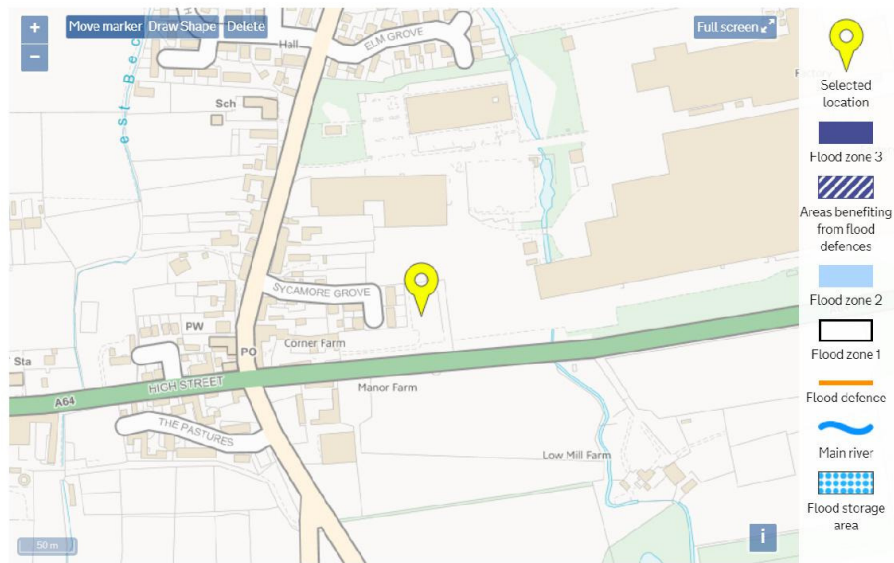 +
−
Move marker
Draw Shape
Delete
Full screen
Hall
ELM GROVE
Sch
SYCAMORE GROVE
PW
PO
Corner Farm
Sta
HIGH STREET
A64
Manor Farm
THE PASTURES
Low Mill Farm
50 m
i
Selected
location
Flood zone 3
Areas benefiting
from flood
defences
Flood zone 2
Flood zone 1
Flood defence
Main river
Flood storage
area